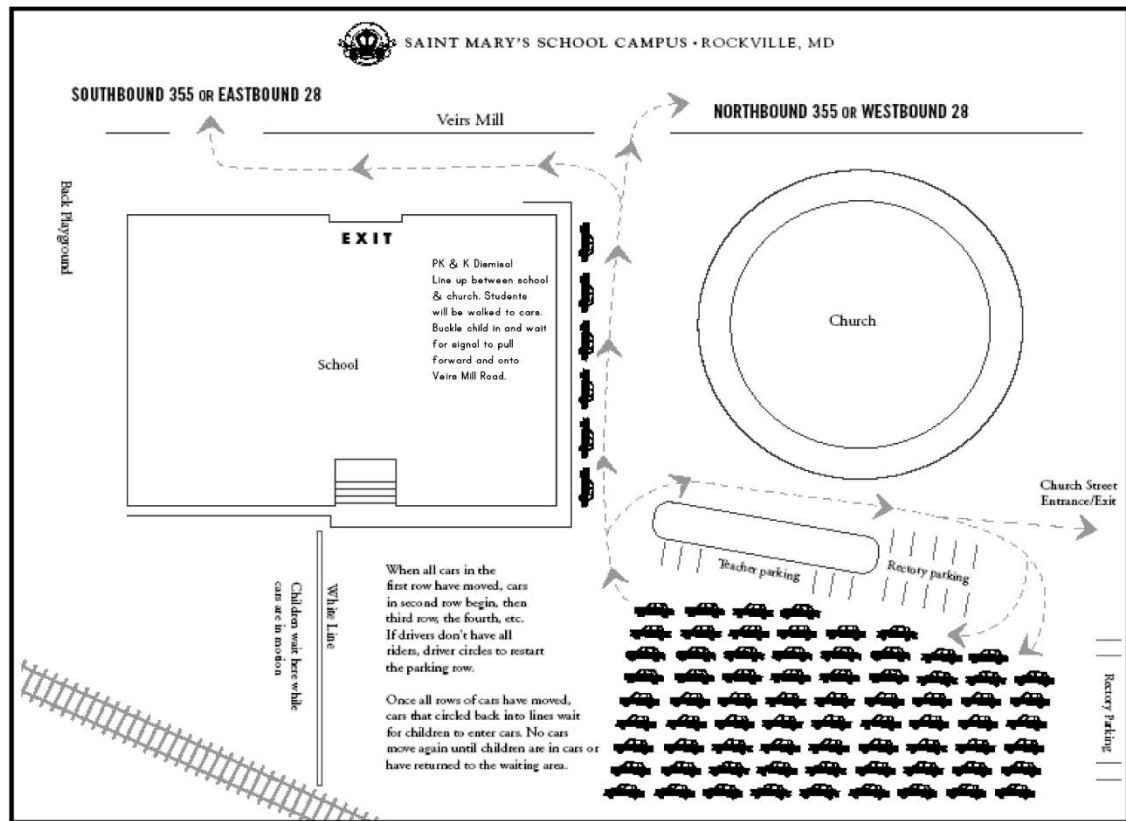 SAINT MARY'S SCHOOL CAMPUS • ROCKVILLE, MD
SOUTHBOUND 355 OR EASTBOUND 28
NORTHBOUND 355 OR WESTBOUND 28
Veirs Mill
Back Playground
EXIT
PK & K Dismisal
Line up between school
& church. Students
will be walked to cars.
Buckle child in and wait
for signal to pull
forward and onto
Veirs Mill Road.
School
Church
Church Street
Entrance/Exit
Teacher parking
Rectory parking
White Line
Children wait here while
cars are in motion
When all cars in the
first row have moved, cars
in second row begin, then
third row, the fourth, etc.
If drivers don't have all
riders, driver circles to restart
the parking row.
Once all rows of cars have moved,
cars that circled back into lines wait
for children to enter cars. No cars
move again until children are in cars or
have returned to the waiting area.
Rectory Parking